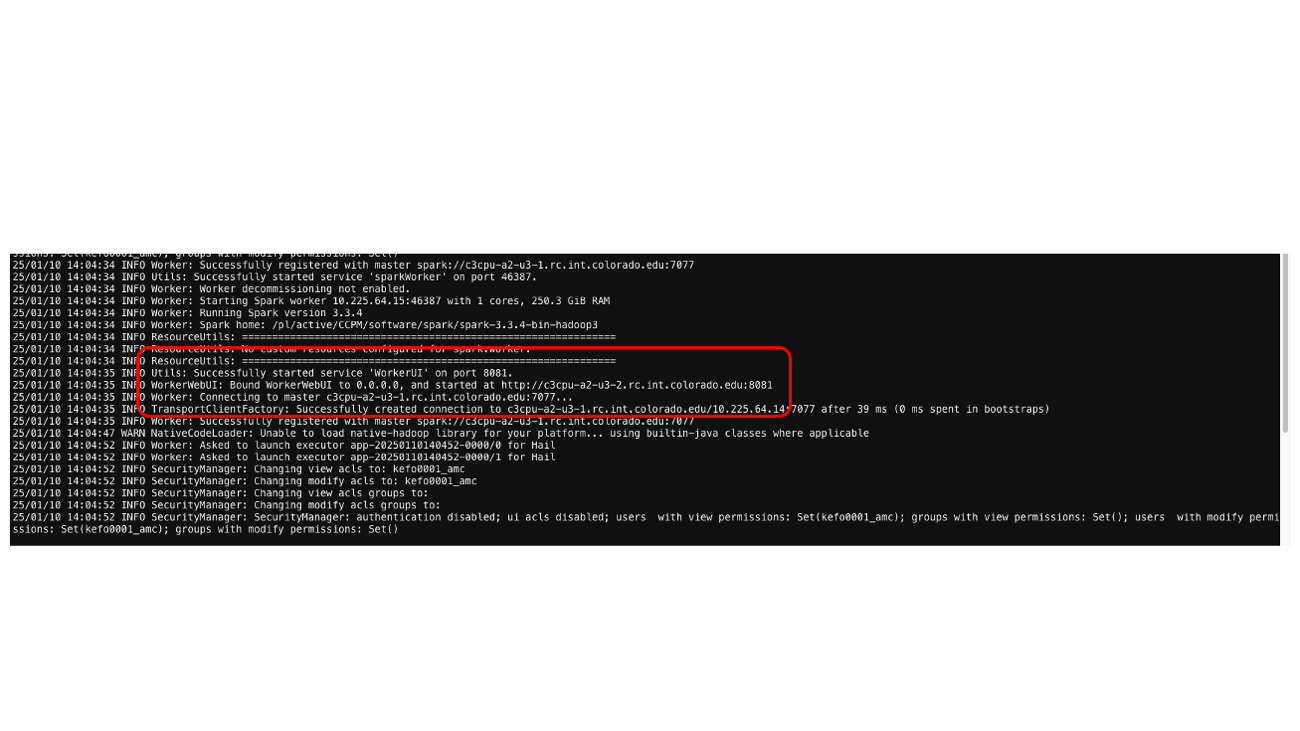 ssions: Set(kefo0001_amc); groups with modify permissions: Set()
25/01/10 14:04:34 INFO Worker: Successfully registered with master spark://c3cpu-a2-u3-1.rc.int.colorado.edu:7077
25/01/10 14:04:34 INFO Utils: Successfully started service 'sparkWorker' on port 46387.
25/01/10 14:04:34 INFO Worker: Worker decommissioning not enabled.
25/01/10 14:04:34 INFO Worker: Starting Spark worker 10.225.64.15:46387 with 1 cores, 250.3 GiB RAM
25/01/10 14:04:34 INFO Worker: Running Spark version 3.3.4
25/01/10 14:04:34 INFO Worker: Spark home: /pl/active/CCPM/software/spark/spark-3.3.4-bin-hadoop3
25/01/10 14:04:34 INFO ResourceUtils: ==============================================================
25/01/10 14:04:34 INFO ResourceUtils: No custom resources configured for spark.worker.
25/01/10 14:04:34 INFO ResourceUtils: ==============================================================
25/01/10 14:04:35 INFO Utils: Successfully started service 'WorkerUI' on port 8081.
25/01/10 14:04:35 INFO WorkerWebUI: Bound WorkerWebUI to 0.0.0.0, and started at http://c3cpu-a2-u3-2.rc.int.colorado.edu:8081
25/01/10 14:04:35 INFO Worker: Connecting to master c3cpu-a2-u3-1.rc.int.colorado.edu:7077...
25/01/10 14:04:35 INFO TransportClientFactory: Successfully created connection to c3cpu-a2-u3-1.rc.int.colorado.edu/10.225.64.14:7077 after 39 ms (0 ms spent in bootstraps)
25/01/10 14:04:35 INFO Worker: Successfully registered with master spark://c3cpu-a2-u3-1.rc.int.colorado.edu:7077
25/01/10 14:04:47 WARN NativeCodeLoader: Unable to load native-hadoop library for your platform... using builtin-java classes where applicable
25/01/10 14:04:52 INFO Worker: Asked to launch executor app-20250110140452-0000/0 for Hail
25/01/10 14:04:52 INFO Worker: Asked to launch executor app-20250110140452-0000/1 for Hail
25/01/10 14:04:52 INFO SecurityManager: Changing view acls to: kefo0001_amc
25/01/10 14:04:52 INFO SecurityManager: Changing modify acls to: kefo0001_amc
25/01/10 14:04:52 INFO SecurityManager: Changing view acls groups to:
25/01/10 14:04:52 INFO SecurityManager: Changing modify acls groups to:
25/01/10 14:04:52 INFO SecurityManager: SecurityManager: authentication disabled; ui acls disabled; users  with view permissions: Set(kefo0001_amc); groups with view permissions: Set(); users  with modify permi
ssions: Set(kefo0001_amc); groups with modify permissions: Set()